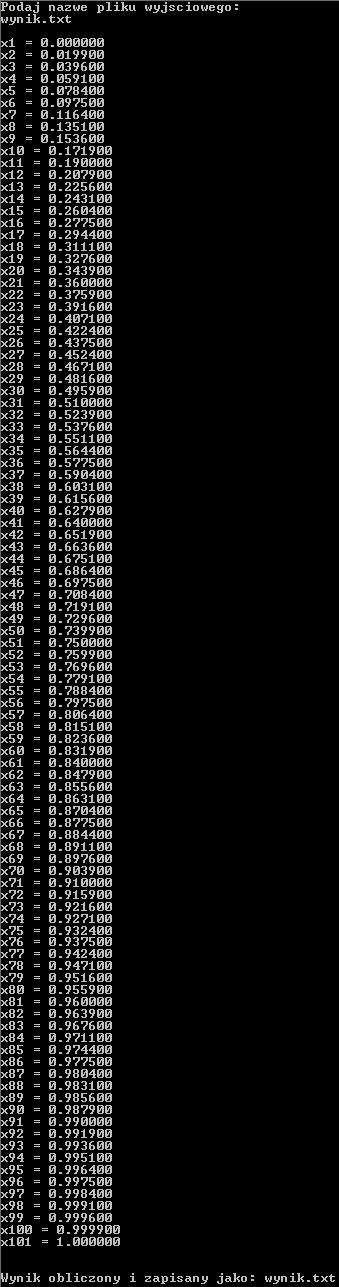 Podaj nazwe pliku wyjsciowego:
wynik.txt
x1 = 0.000000
x2 = 0.019900
x3 = 0.039600
x4 = 0.059100
x5 = 0.078400
x6 = 0.097500
x7 = 0.116400
x8 = 0.135100
x9 = 0.153600
x10 = 0.171900
x11 = 0.190000
x12 = 0.207900
x13 = 0.225600
x14 = 0.243100
x15 = 0.260400
x16 = 0.277500
x17 = 0.294400
x18 = 0.311100
x19 = 0.327600
x20 = 0.343900
x21 = 0.360000
x22 = 0.375900
x23 = 0.391600
x24 = 0.407100
x25 = 0.422400
x26 = 0.437500
x27 = 0.452400
x28 = 0.467100
x29 = 0.481600
x30 = 0.495900
x31 = 0.510000
x32 = 0.523900
x33 = 0.537600
x34 = 0.551100
x35 = 0.564400
x36 = 0.577500
x37 = 0.590400
x38 = 0.603100
x39 = 0.615600
x40 = 0.627900
x41 = 0.640000
x42 = 0.651900
x43 = 0.663600
x44 = 0.675100
x45 = 0.686400
x46 = 0.697500
x47 = 0.708400
x48 = 0.719100
x49 = 0.729600
x50 = 0.739900
x51 = 0.750000
x52 = 0.759900
x53 = 0.769600
x54 = 0.779100
x55 = 0.788400
x56 = 0.797500
x57 = 0.806400
x58 = 0.815100
x59 = 0.823600
x60 = 0.831900
x61 = 0.840000
x62 = 0.847900
x63 = 0.855600
x64 = 0.863100
x65 = 0.870400
x66 = 0.877500
x67 = 0.884400
x68 = 0.891100
x69 = 0.897600
x70 = 0.903900
x71 = 0.910000
x72 = 0.915900
x73 = 0.921600
x74 = 0.927100
x75 = 0.932400
x76 = 0.937500
x77 = 0.942400
x78 = 0.947100
x79 = 0.951600
x80 = 0.955900
x81 = 0.960000
x82 = 0.963900
x83 = 0.967600
x84 = 0.971100
x85 = 0.974400
x86 = 0.977500
x87 = 0.980400
x88 = 0.983100
x89 = 0.985600
x90 = 0.987900
x91 = 0.990000
x92 = 0.991900
x93 = 0.993600
x94 = 0.995100
x95 = 0.996400
x96 = 0.997500
x97 = 0.998400
x98 = 0.999100
x99 = 0.999600
x100 = 0.999900
x101 = 1.000000
Wynik obliczony i zapisany jako: wynik.txt